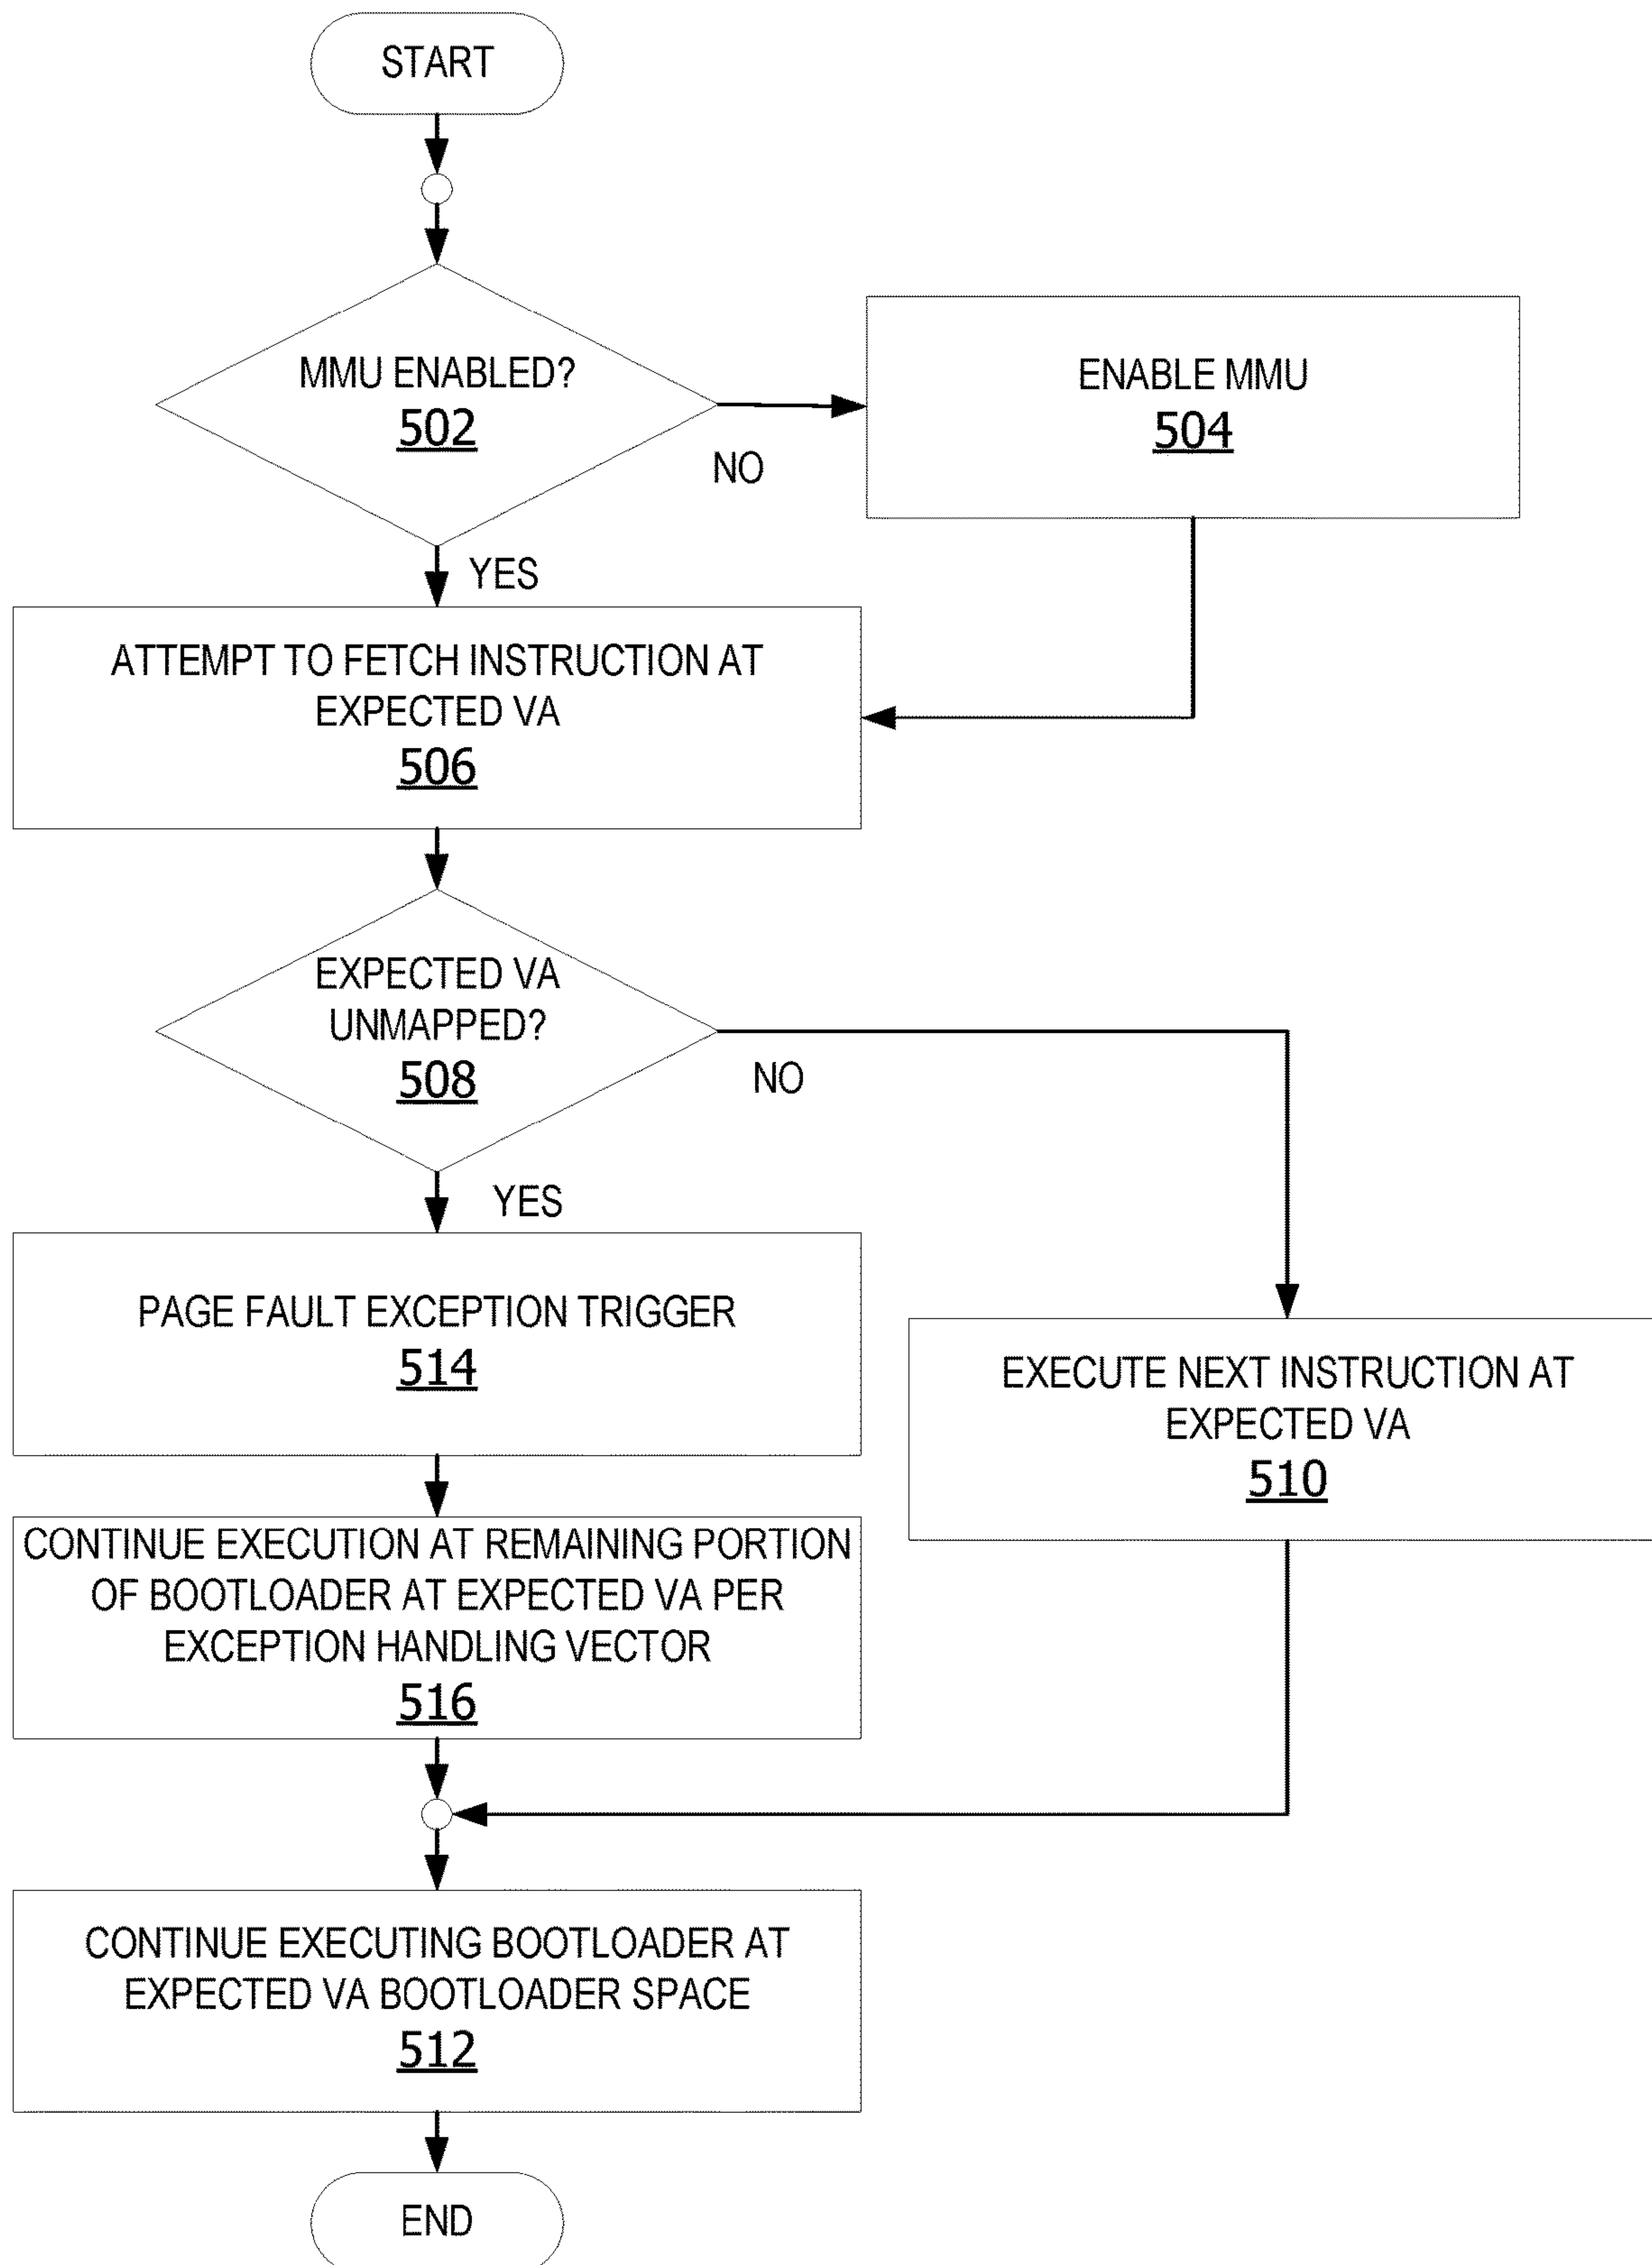 START
MMU ENABLED?
502
NO
ENABLE MMU
504
YES
ATTEMPT TO FETCH INSTRUCTION AT
EXPECTED VA
506
EXPECTED VA
UNMAPPED?
508
NO
YES
PAGE FAULT EXCEPTION TRIGGER
514
EXECUTE NEXT INSTRUCTION AT
EXPECTED VA
510
CONTINUE EXECUTION AT REMAINING PORTION
OF BOOTLOADER AT EXPECTED VA PER
EXCEPTION HANDLING VECTOR
516
CONTINUE EXECUTING BOOTLOADER AT
EXPECTED VA BOOTLOADER SPACE
512
END